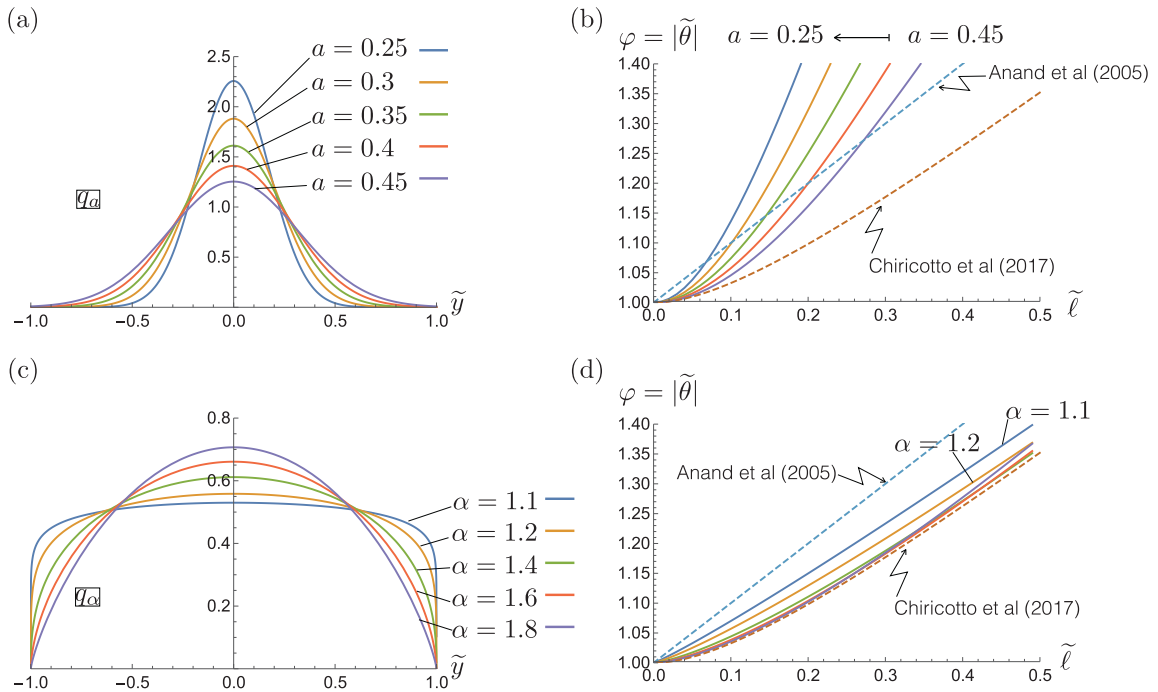 (a)
a = 0.25
a = 0.3
a = 0.35
a = 0.4
a = 0.45
q_a
2.5
2.0
1.5
1.0
0.5
−1.0 −0.5 0.0 0.5 1.0
ỹ
(b)
φ = |θ̃| a = 0.25 ← a = 0.45
Anand et al (2005)
Chiricotto et al (2017)
1.40
1.35
1.30
1.25
1.20
1.15
1.10
1.05
1.00
0.0 0.1 0.2 0.3 0.4 0.5
ℓ̃
(c)
0.8
0.6
0.4
0.2
α = 1.1
α = 1.2
α = 1.4
α = 1.6
α = 1.8
q_α
−1.0 −0.5 0.0 0.5 1.0
ỹ
(d)
φ = |θ̃|
α = 1.1
α = 1.2
Anand et al (2005)
Chiricotto et al (2017)
1.40
1.35
1.30
1.25
1.20
1.15
1.10
1.05
1.00
0.0 0.1 0.2 0.3 0.4 0.5
ℓ̃